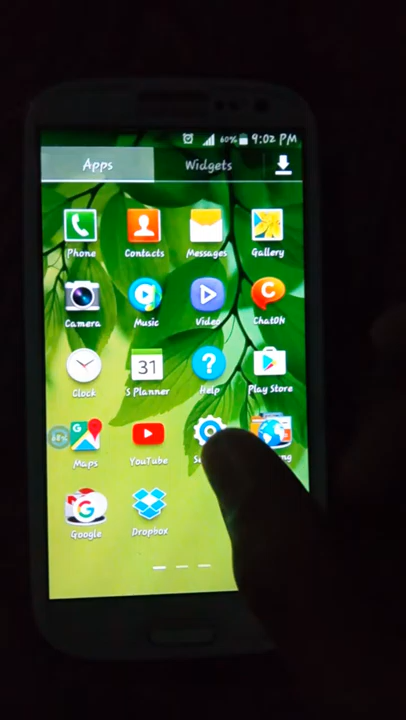 60% 9:02 PM
Apps Widgets
Phone Contacts Messages Gallery
Camera Music Video ChatON
31
Clock S Planner Help Play Store
Maps YouTube
Google Dropbox